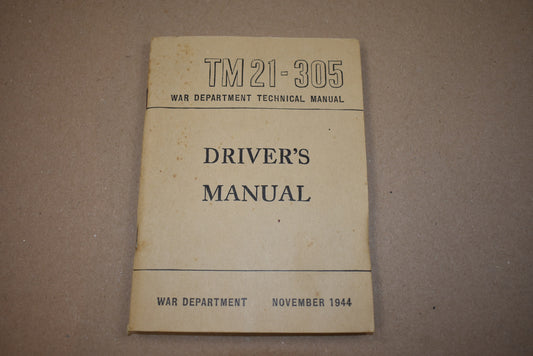 TM 21-305
WAR DEPARTMENT TECHNICAL MANUAL
DRIVER'S
MANUAL
WAR DEPARTMENT NOVEMBER 1944